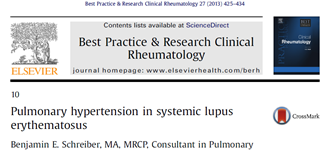 Best Practice & Research Clinical Rheumatology 27 (2013) 425–434
Contents lists available at ScienceDirect
Best Practice & Research Clinical
Rheumatology
ELSEVIER
journal homepage: www.elsevierhealth.com/berh
Rheumatology
10
Pulmonary hypertension in systemic lupus
erythematosus
CrossMark
Benjamin E. Schreiber, MA, MRCP, Consultant in Pulmonary